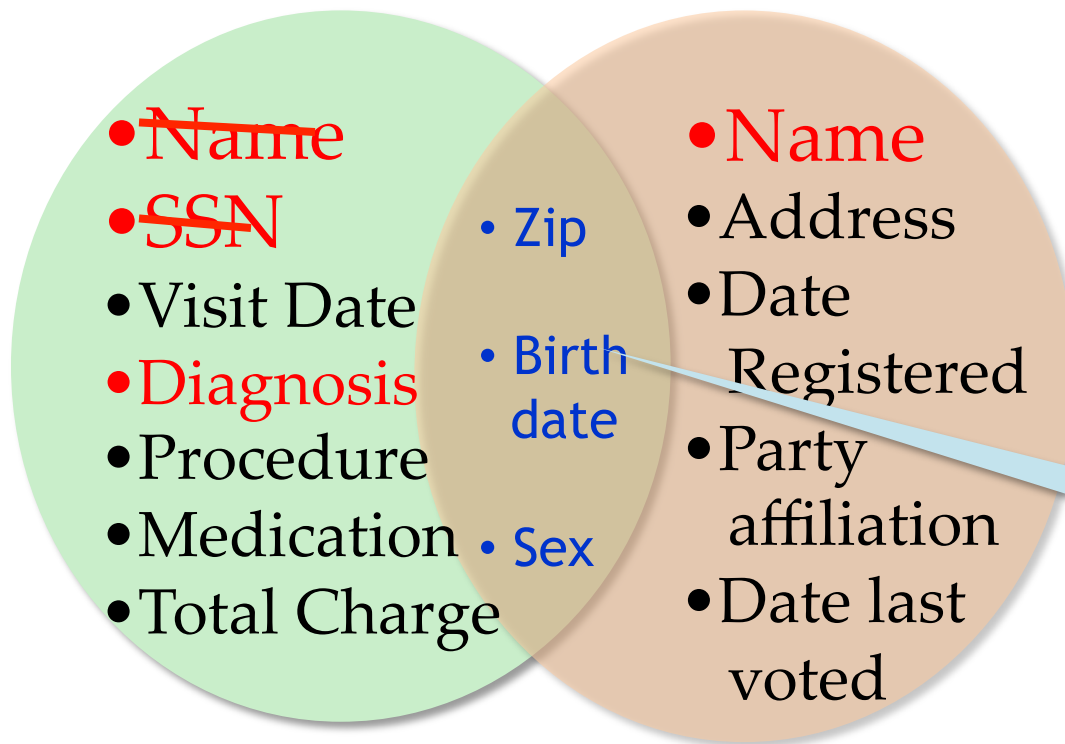 •Name
•SSN
•Visit Date
•Diagnosis
•Procedure
•Medication
•Total Charge
• Zip
• Birth
date
• Sex
•Name
•Address
•Date
Registered
•Party
affiliation
•Date last
voted